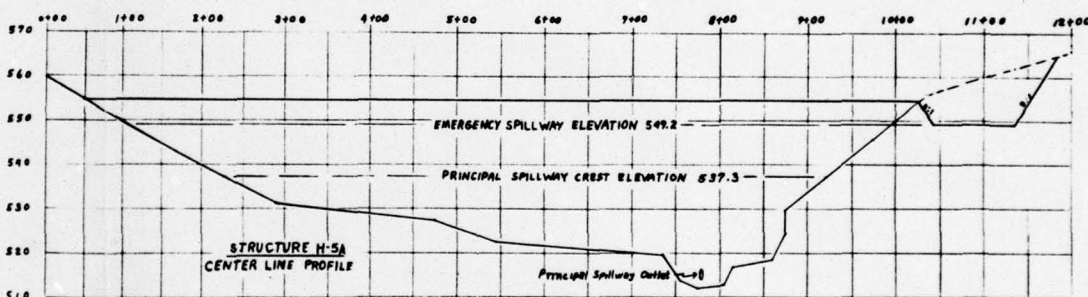 0+00 1+00 2+00 3+00 4+00 5+00 6+00 7+00 8+00 9+00 10+00 11+00 12+00
570
560
550
EMERGENCY SPILLWAY ELEVATION 549.2
540
PRINCIPAL SPILLWAY CREST ELEVATION 537.3
530
STRUCTURE H-5A
520
CENTER LINE PROFILE
Principal Spillway Outlet
510